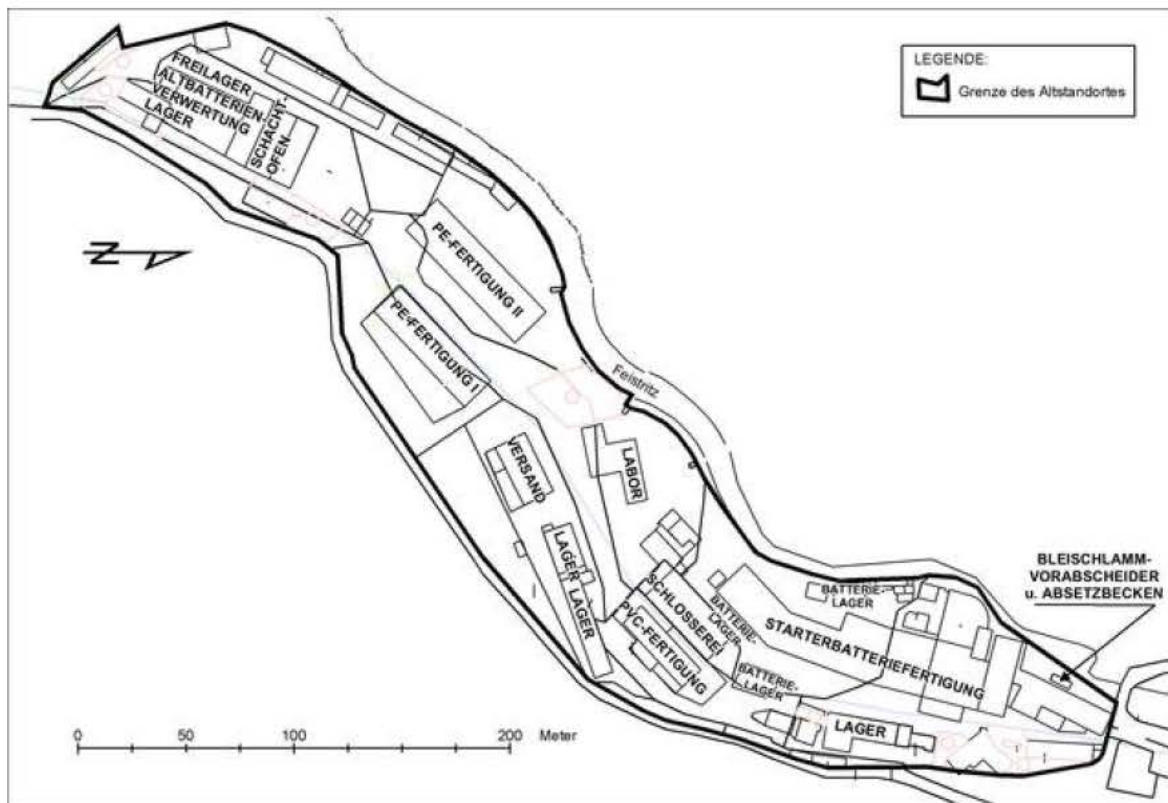 LEGENDE:
Grenze des Altstandortes
FREILAGER
ALTBATTERIEN-
VERWERTUNG
LAGER
SCHACHT-
OFEN
N
PE-FERTIGUNG II
PE-FERTIGUNG I
Feistritz
VERSAND
LABOR
LAGER
LAGER
SCHLOSSEREI
PVC-FERTIGUNG
BATTERIE-
LAGER
BATTERIE-
LAGER
BATTERIE-
LAGER
STARTERBATTERIEFERTIGUNG
LAGER
BLEISCHLAMM-
VORABSCHEIDER
u. ABSETZBECKEN
0 50 100 200 Meter